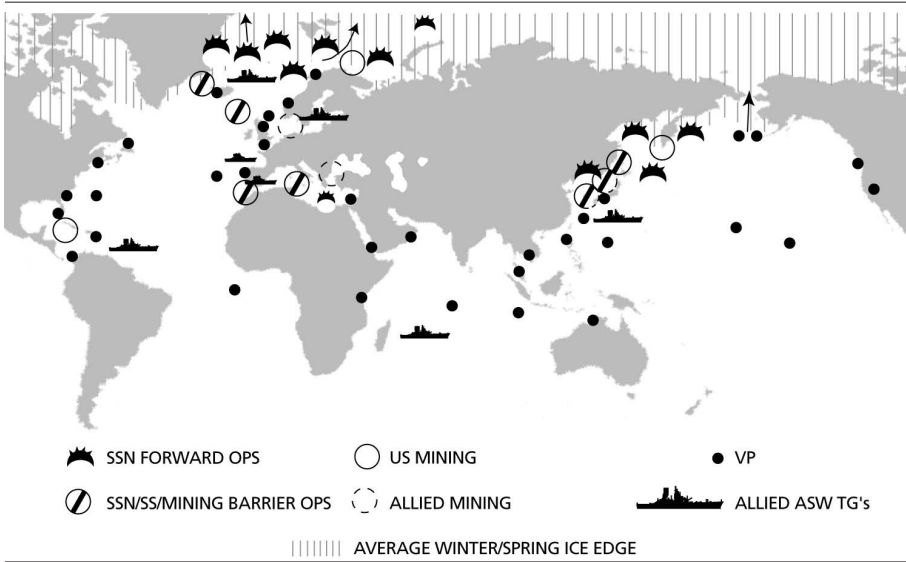 SSN FORWARD OPS
US MINING
VP
SSN/SS/MINING BARRIER OPS
ALLIED MINING
ALLIED ASW TG's
AVERAGE WINTER/SPRING ICE EDGE